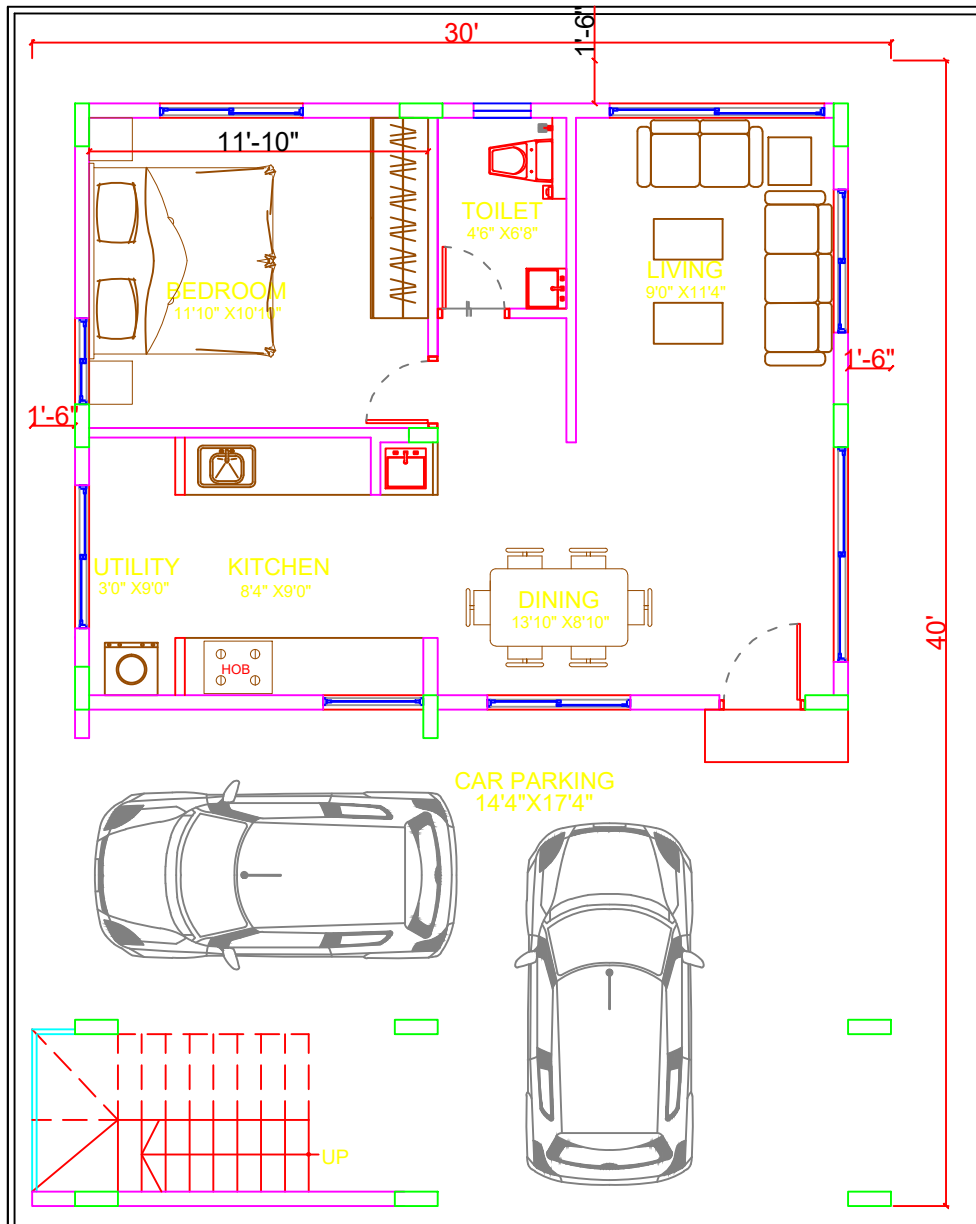 30'
1'-6"
11'-10"
TOILET
4'6" X6'8"
LIVING
9'0" X11'4"
BEDROOM
11'10" X10'10"
1'-6"
1'-6"
UTILITY
3'0" X9'0"
KITCHEN
8'4" X9'0"
DINING
13'10" X8'10"
40'
HOB
CAR PARKING
14'4"X17'4"
UP